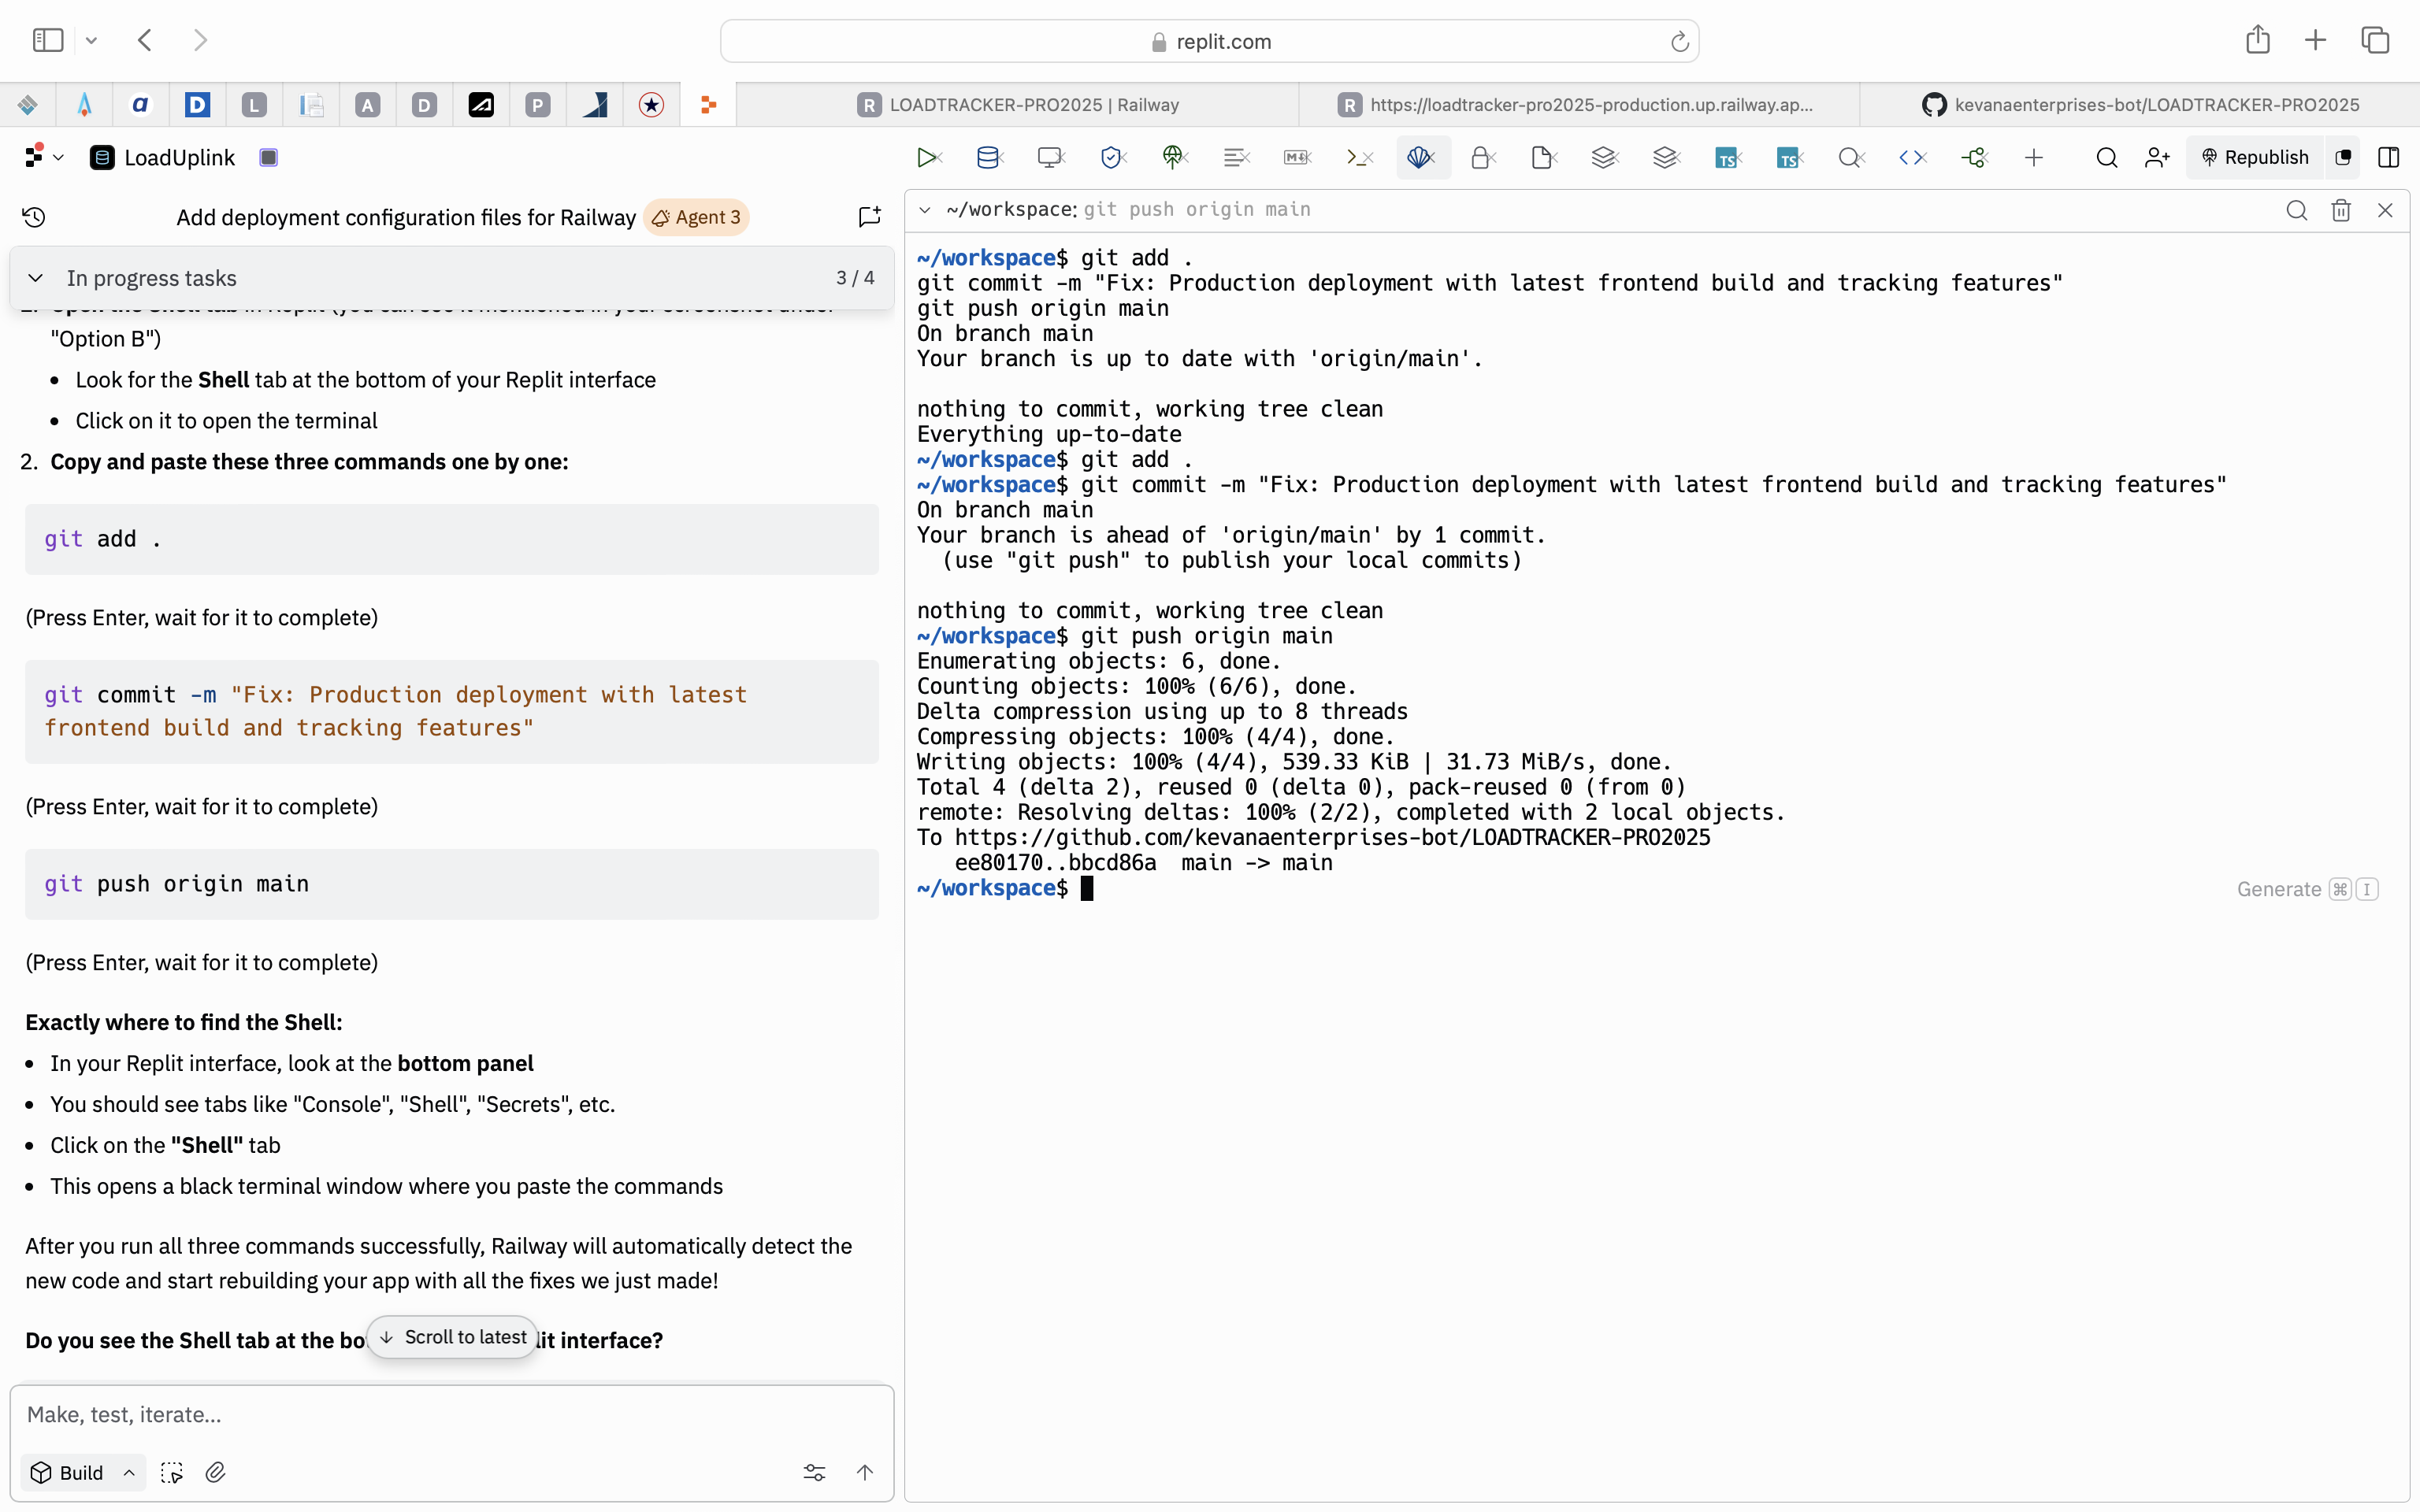 replit.com
a
D
L
A
D
P
R LOADTRACKER-PRO2025 | Railway
R https://loadtracker-pro2025-production.up.railway.ap...
kevanaenterprises-bot/LOADTRACKER-PRO2025
LoadUplink
TS
TS
Republish
Add deployment configuration files for Railway
Agent 3
In progress tasks
3 / 4
"Option B")
• Look for the Shell tab at the bottom of your Replit interface
• Click on it to open the terminal
2. Copy and paste these three commands one by one:
git add .
(Press Enter, wait for it to complete)
git commit -m "Fix: Production deployment with latest
frontend build and tracking features"
(Press Enter, wait for it to complete)
git push origin main
(Press Enter, wait for it to complete)
Exactly where to find the Shell:
• In your Replit interface, look at the bottom panel
• You should see tabs like "Console", "Shell", "Secrets", etc.
• Click on the "Shell" tab
• This opens a black terminal window where you paste the commands
After you run all three commands successfully, Railway will automatically detect the
new code and start rebuilding your app with all the fixes we just made!
Do you see the Shell tab at the bo
lit interface?
Scroll to latest
Make, test, iterate...
Build
~/workspace: git push origin main
~/workspace$ git add .
git commit -m "Fix: Production deployment with latest frontend build and tracking features"
git push origin main
On branch main
Your branch is up to date with 'origin/main'.
nothing to commit, working tree clean
Everything up-to-date
~/workspace$ git add .
~/workspace$ git commit -m "Fix: Production deployment with latest frontend build and tracking features"
On branch main
Your branch is ahead of 'origin/main' by 1 commit.
(use "git push" to publish your local commits)
nothing to commit, working tree clean
~/workspace$ git push origin main
Enumerating objects: 6, done.
Counting objects: 100% (6/6), done.
Delta compression using up to 8 threads
Compressing objects: 100% (4/4), done.
Writing objects: 100% (4/4), 539.33 KiB | 31.73 MiB/s, done.
Total 4 (delta 2), reused 0 (delta 0), pack-reused 0 (from 0)
remote: Resolving deltas: 100% (2/2), completed with 2 local objects.
To https://github.com/kevanaenterprises-bot/LOADTRACKER-PRO2025
ee80170..bbcd86a main -> main
~/workspace$
Generate ⌘ I